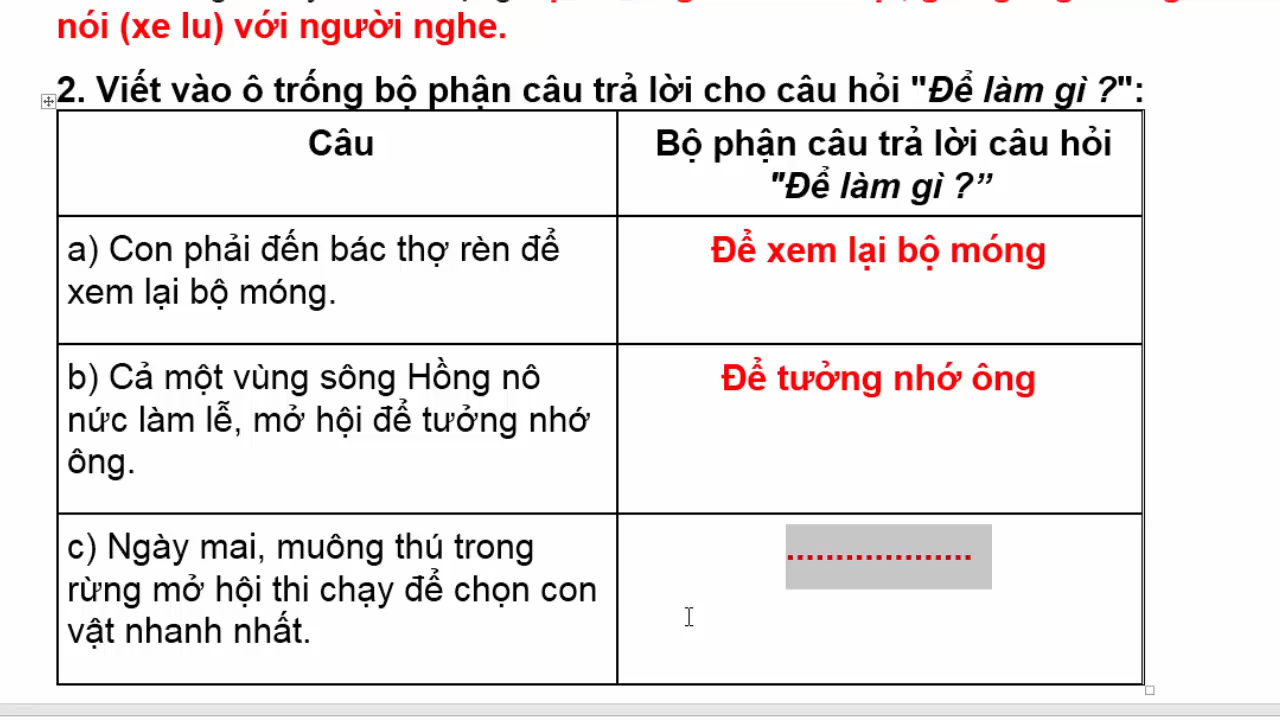 nói (xe lu) với người nghe.
2. Viết vào ô trống bộ phận câu trả lời cho câu hỏi "Để làm gì ?":
Câu
Bộ phận câu trả lời câu hỏi
"Để làm gì ?”
a) Con phải đến bác thợ rèn để
xem lại bộ móng.
Để xem lại bộ móng
b) Cả một vùng sông Hồng nô
nức làm lễ, mở hội để tưởng nhớ
ông.
Để tưởng nhớ ông
c) Ngày mai, muông thú trong
rừng mở hội thi chạy để chọn con
vật nhanh nhất.
...................